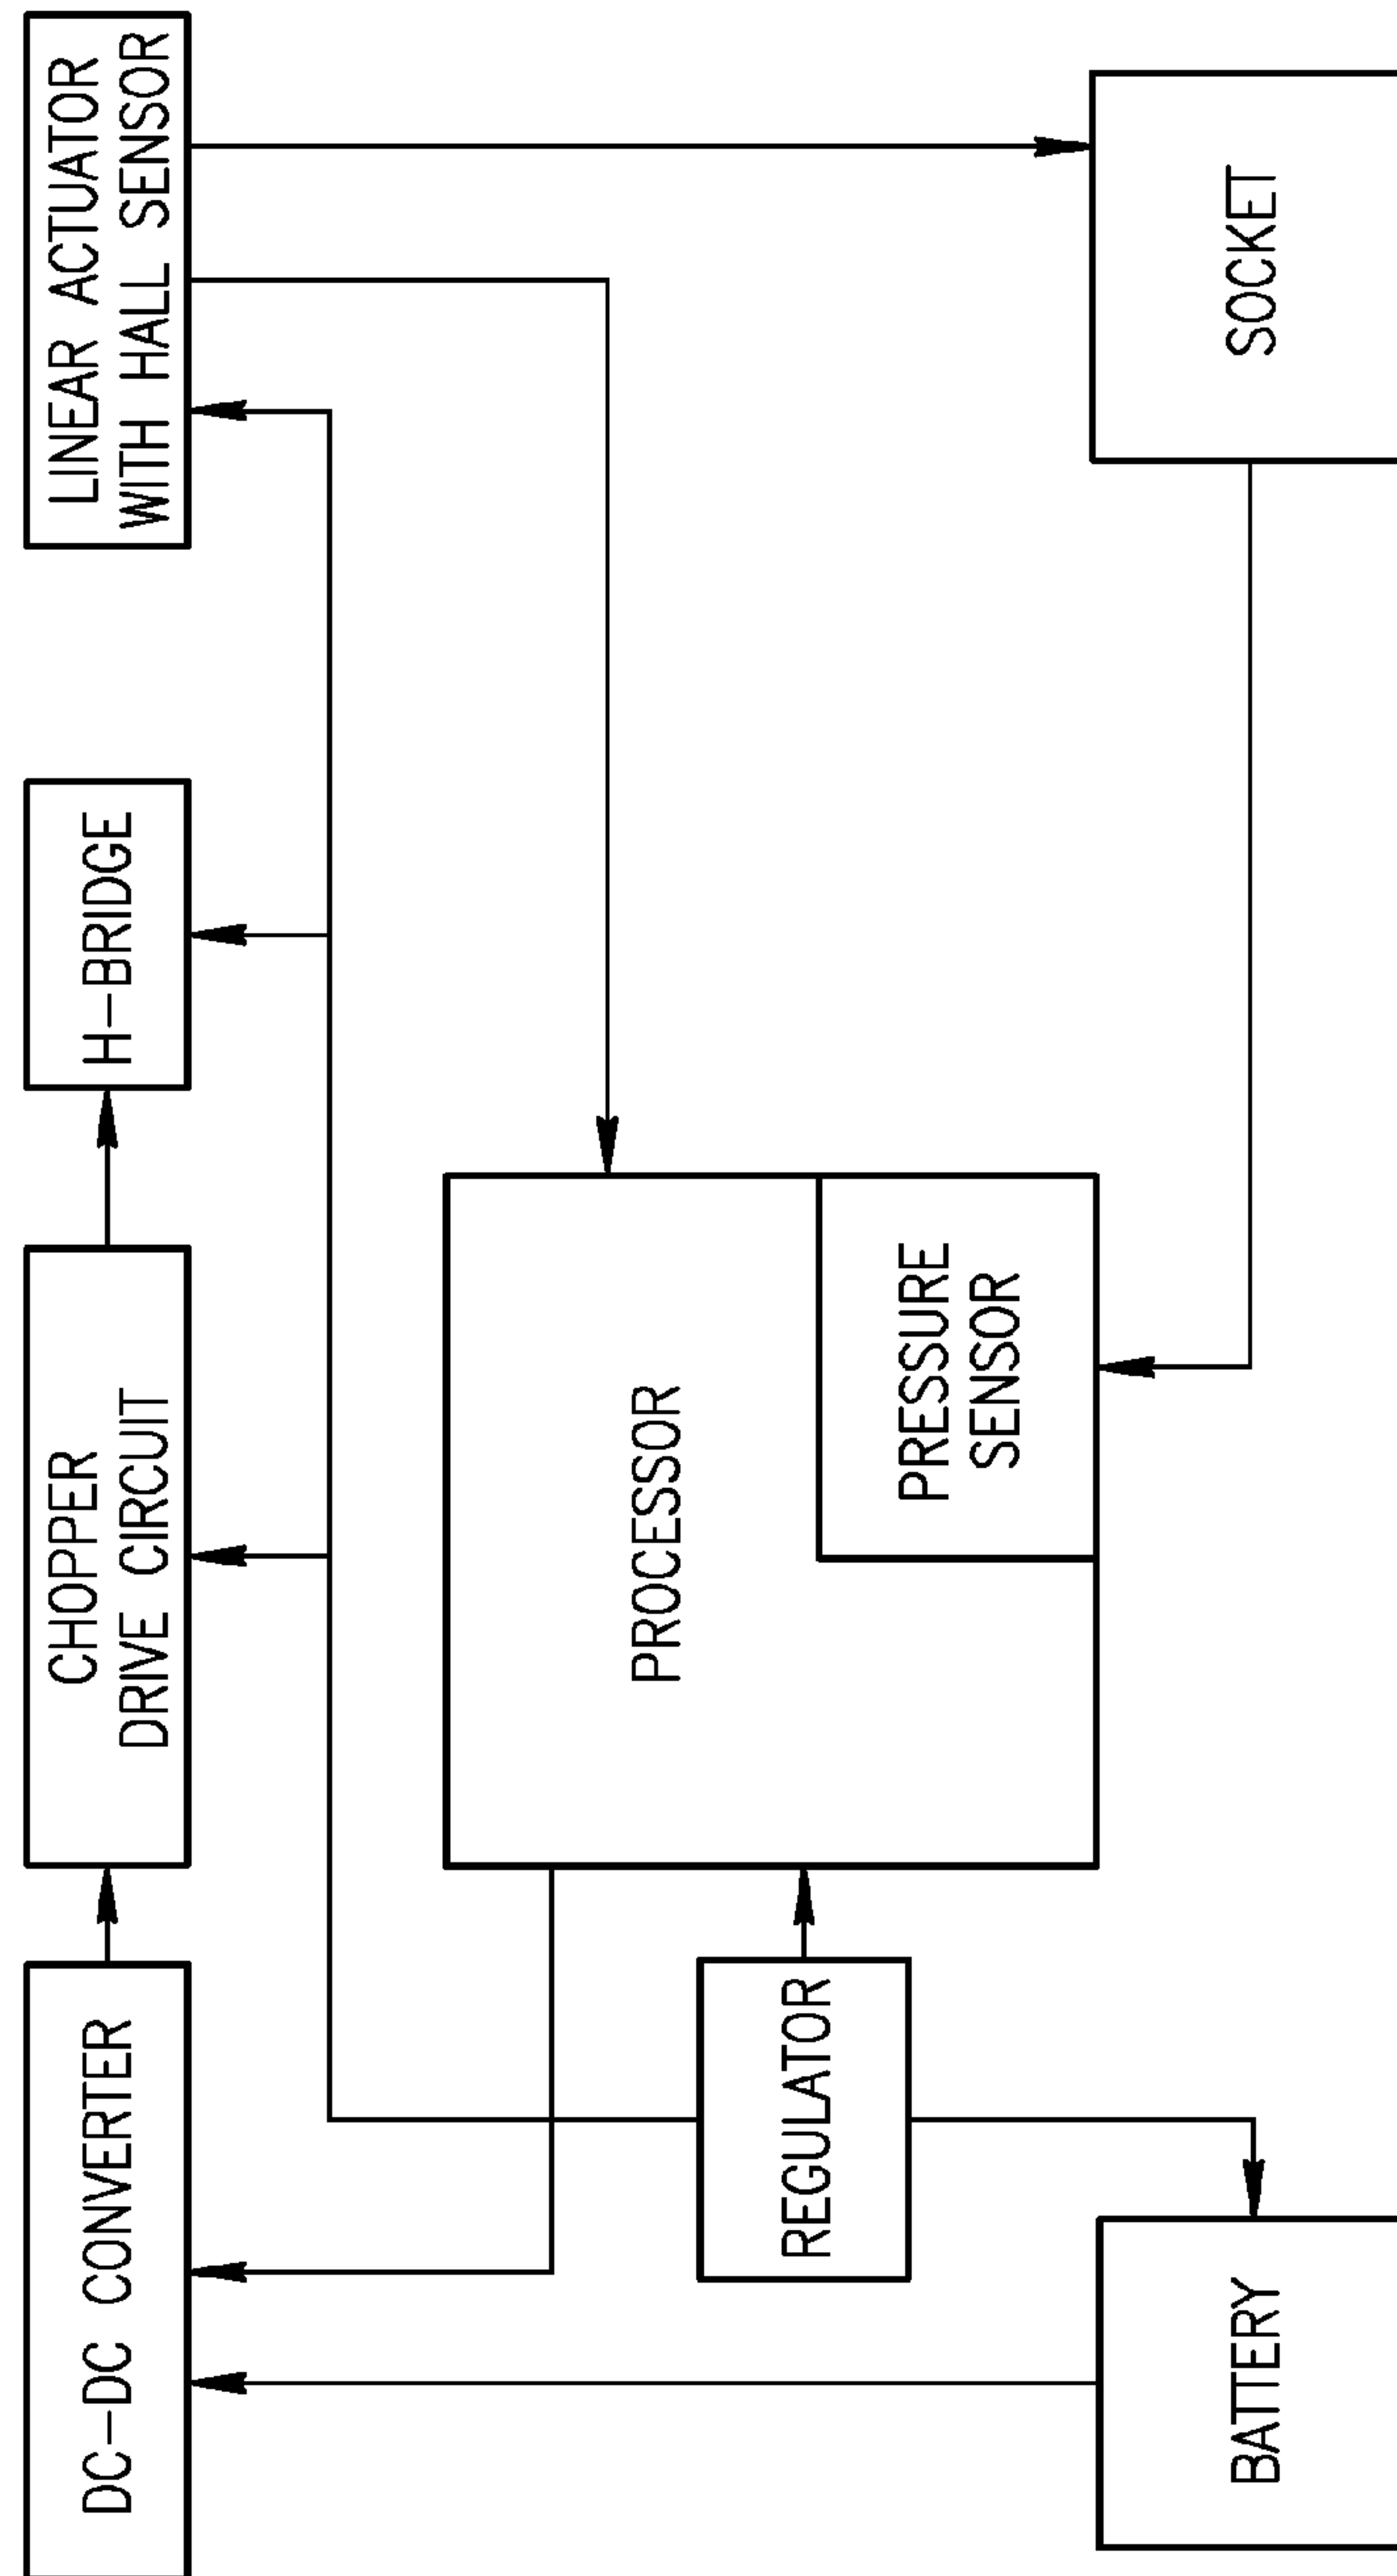 DC-DC CONVERTER
CHOPPER
DRIVE CIRCUIT
H-BRIDGE
LINEAR ACTUATOR
WITH HALL SENSOR
PROCESSOR
REGULATOR
PRESSURE
SENSOR
BATTERY
SOCKET